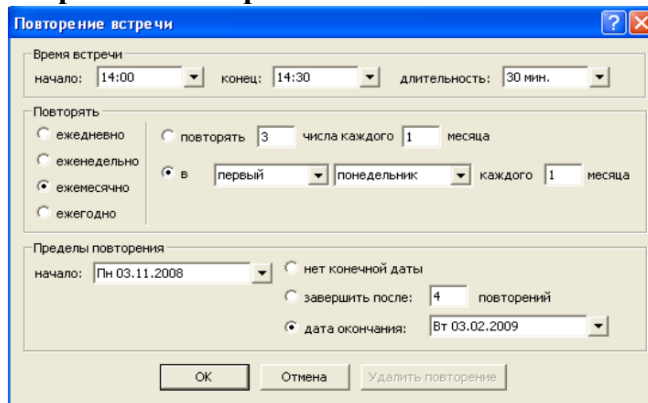 Повторение встречи
Время встречи
начало: 14:00 конец: 14:30 длительность: 30 мин.
Повторять
ежедневно
повторять 3 числа каждого 1 месяца
еженедельно
в первый понедельник каждого 1 месяца
ежемесячно
ежегодно
Пределы повторения
начало: Пн 03.11.2008
нет конечной даты
завершить после: 4 повторений
дата окончания: Вт 03.02.2009
ОК Отмена Удалить повторение